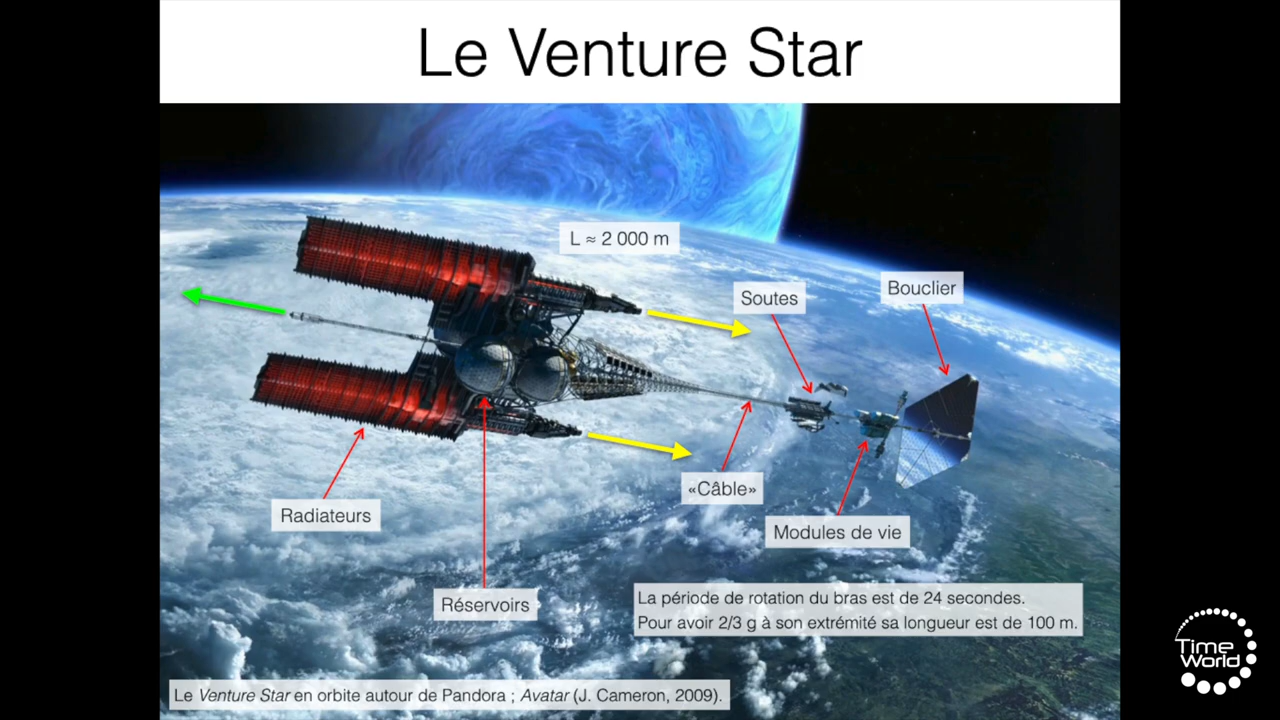 Le Venture Star
L ≈ 2 000 m
Soutes
Bouclier
«Câble»
Radiateurs
Modules de vie
Réservoirs
La période de rotation du bras est de 24 secondes.
Pour avoir 2/3 g à son extrémité sa longueur est de 100 m.
Le Venture Star en orbite autour de Pandora ; Avatar (J. Cameron, 2009).
Time
World